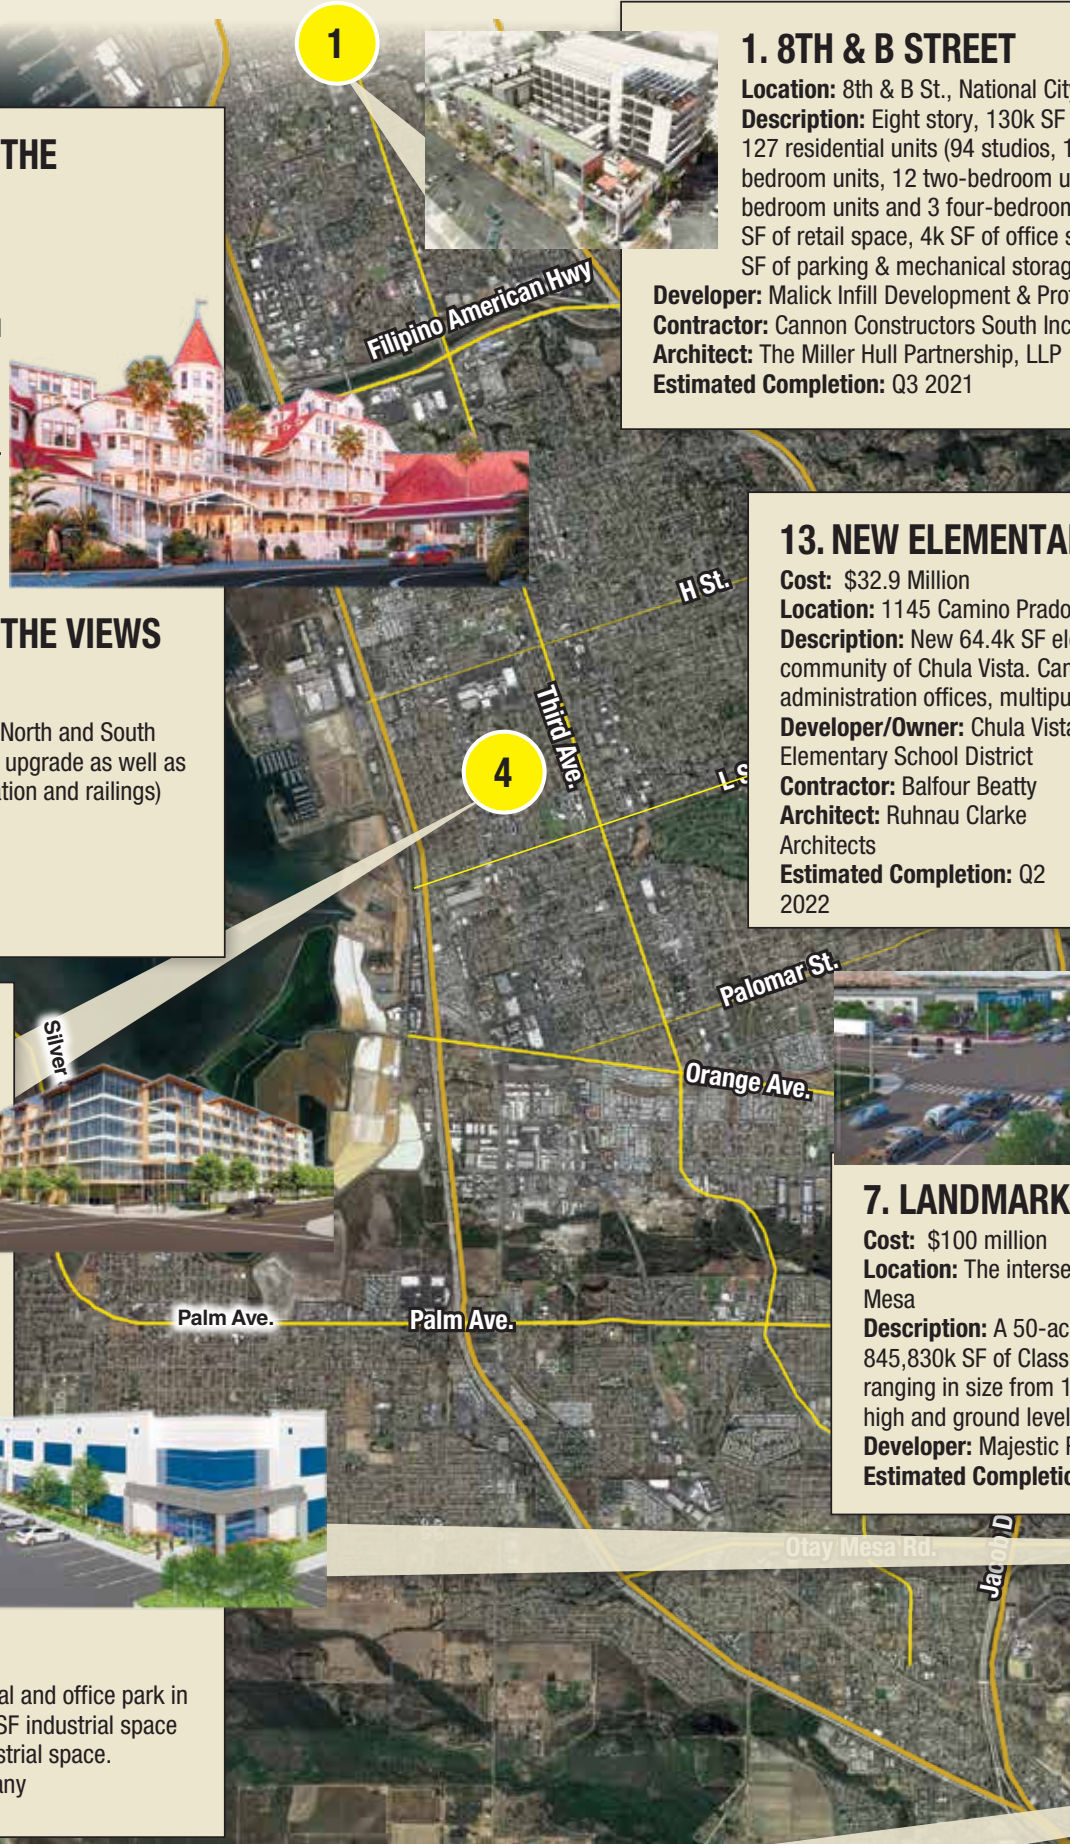 1
1. 8TH & B STREET
Location: 8th & B St., National City
Description: Eight story, 130k SF
127 residential units (94 studios, 1
bedroom units, 12 two-bedroom u
bedroom units and 3 four-bedroom
SF of retail space, 4k SF of office s
SF of parking & mechanical storag
Developer: Malick Infill Development & Pro
Contractor: Cannon Constructors South Inc
Architect: The Miller Hull Partnership, LLP
Estimated Completion: Q3 2021
THE
Filipino American Hwy
13. NEW ELEMENTA
Cost: $32.9 Million
Location: 1145 Camino Prado
Description: New 64.4k SF ele
community of Chula Vista. Cam
administration offices, multipu
Developer/Owner: Chula Vista
Elementary School District
Contractor: Balfour Beatty
Architect: Ruhnau Clarke
Architects
Estimated Completion: Q2
2022
H St.
THE VIEWS
North and South
upgrade as well as
ation and railings)
Third Ave.
4
L S
Palomar St.
Silver
Orange Ave.
7. LANDMARK
Cost: $100 million
Location: The interse
Mesa
Description: A 50-ac
845,830k SF of Class
ranging in size from 1
high and ground level
Developer: Majestic R
Estimated Completio
Palm Ave.
Palm Ave.
Otay Mesa Rd.
Jacob D
al and office park in
SF industrial space
strial space.
any